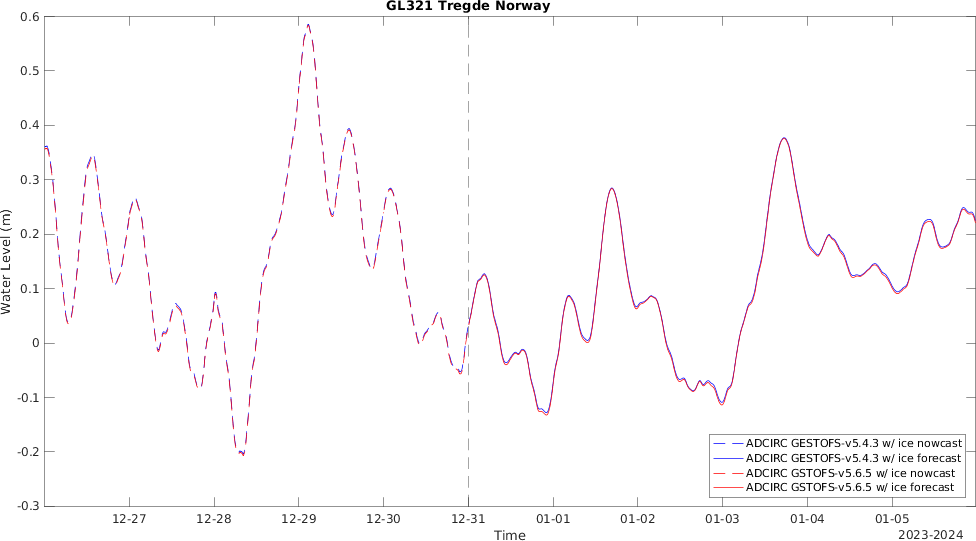 GL321 Tregde Norway
0.6
0.5
0.4
0.3
0.2
0.1
0
-0.1
-0.2
-0.3
Water Level (m)
ADCIRC GESTOFS-v5.4.3 w/ ice nowcast
ADCIRC GESTOFS-v5.4.3 w/ ice forecast
ADCIRC GSTOFS-v5.6.5 w/ ice nowcast
ADCIRC GSTOFS-v5.6.5 w/ ice forecast
12-27 12-28 12-29 12-30 12-31 01-01 01-02 01-03 01-04 01-05
Time
2023-2024